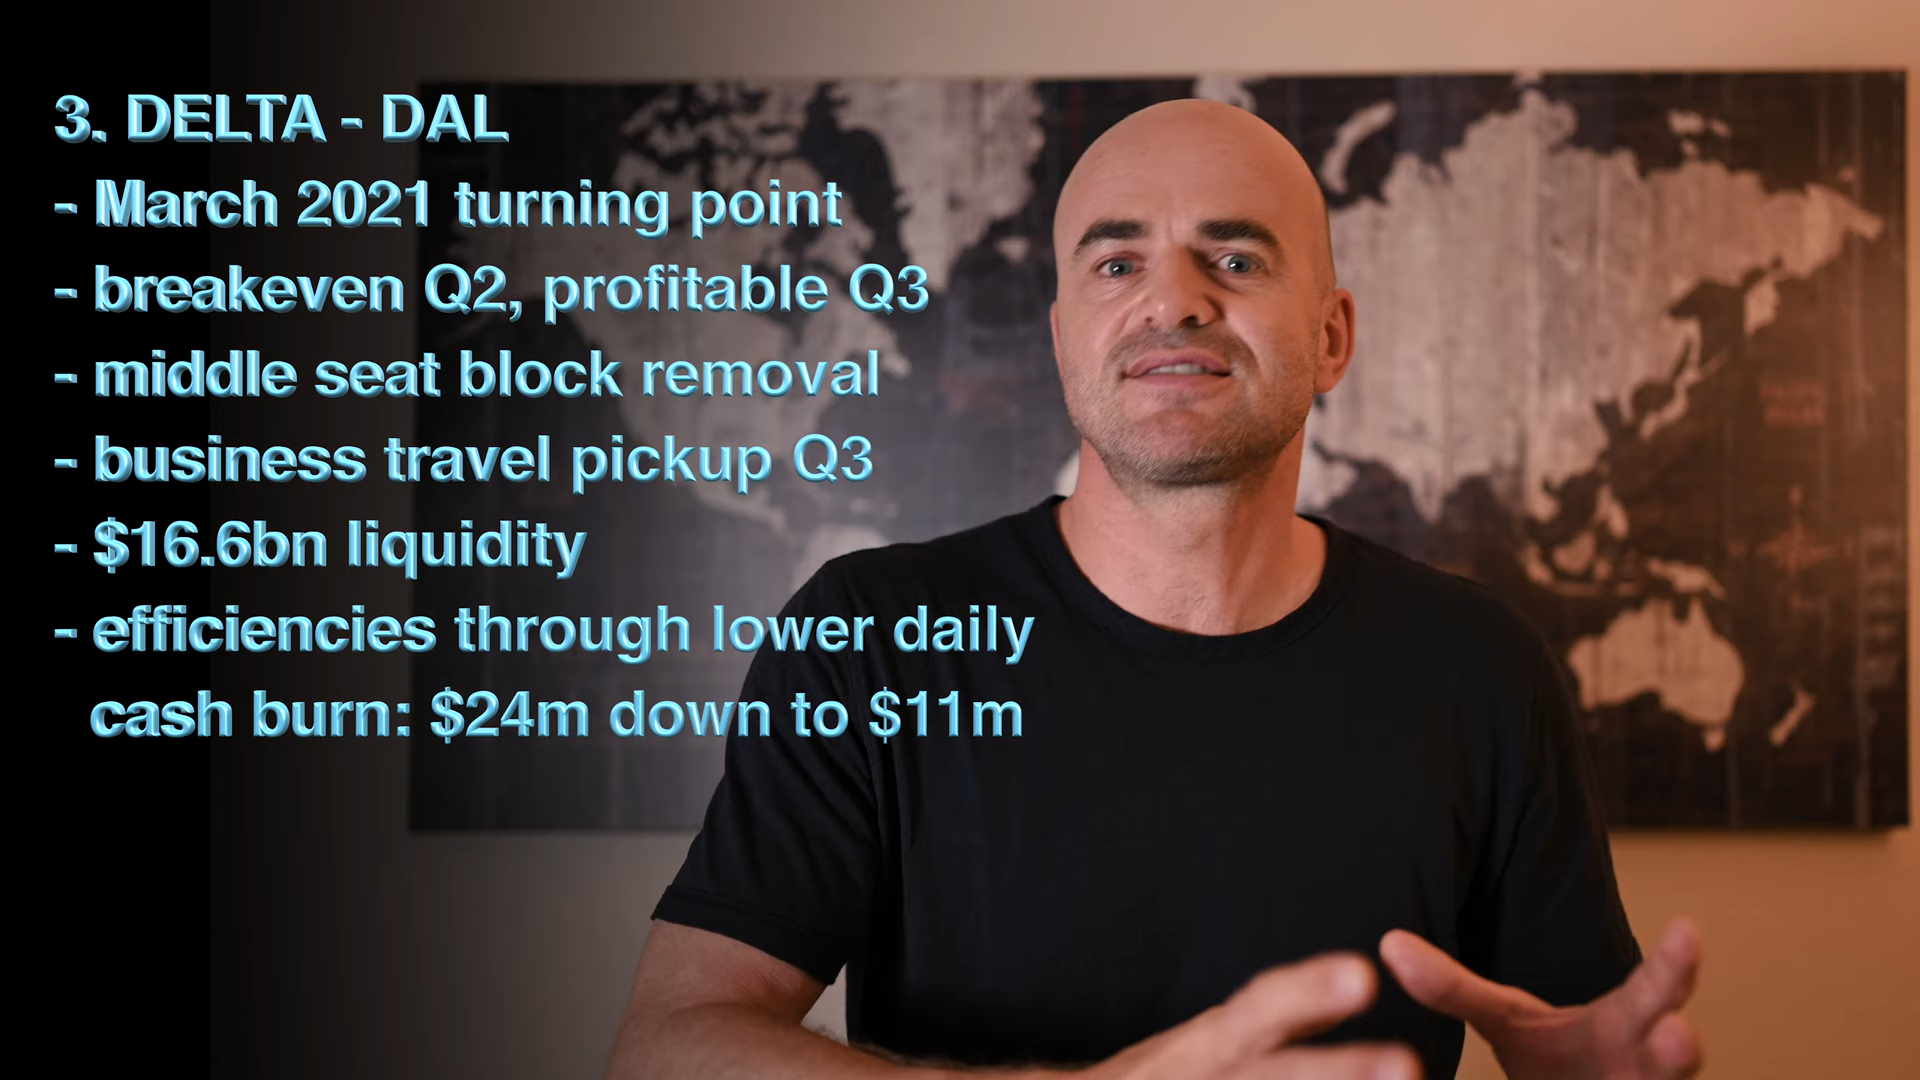 3. DELTA - DAL
- March 2021 turning point
- breakeven Q2, profitable Q3
- middle seat block removal
- business travel pickup Q3
- $16.6bn liquidity
- efficiencies through lower daily
cash burn: $24m down to $11m